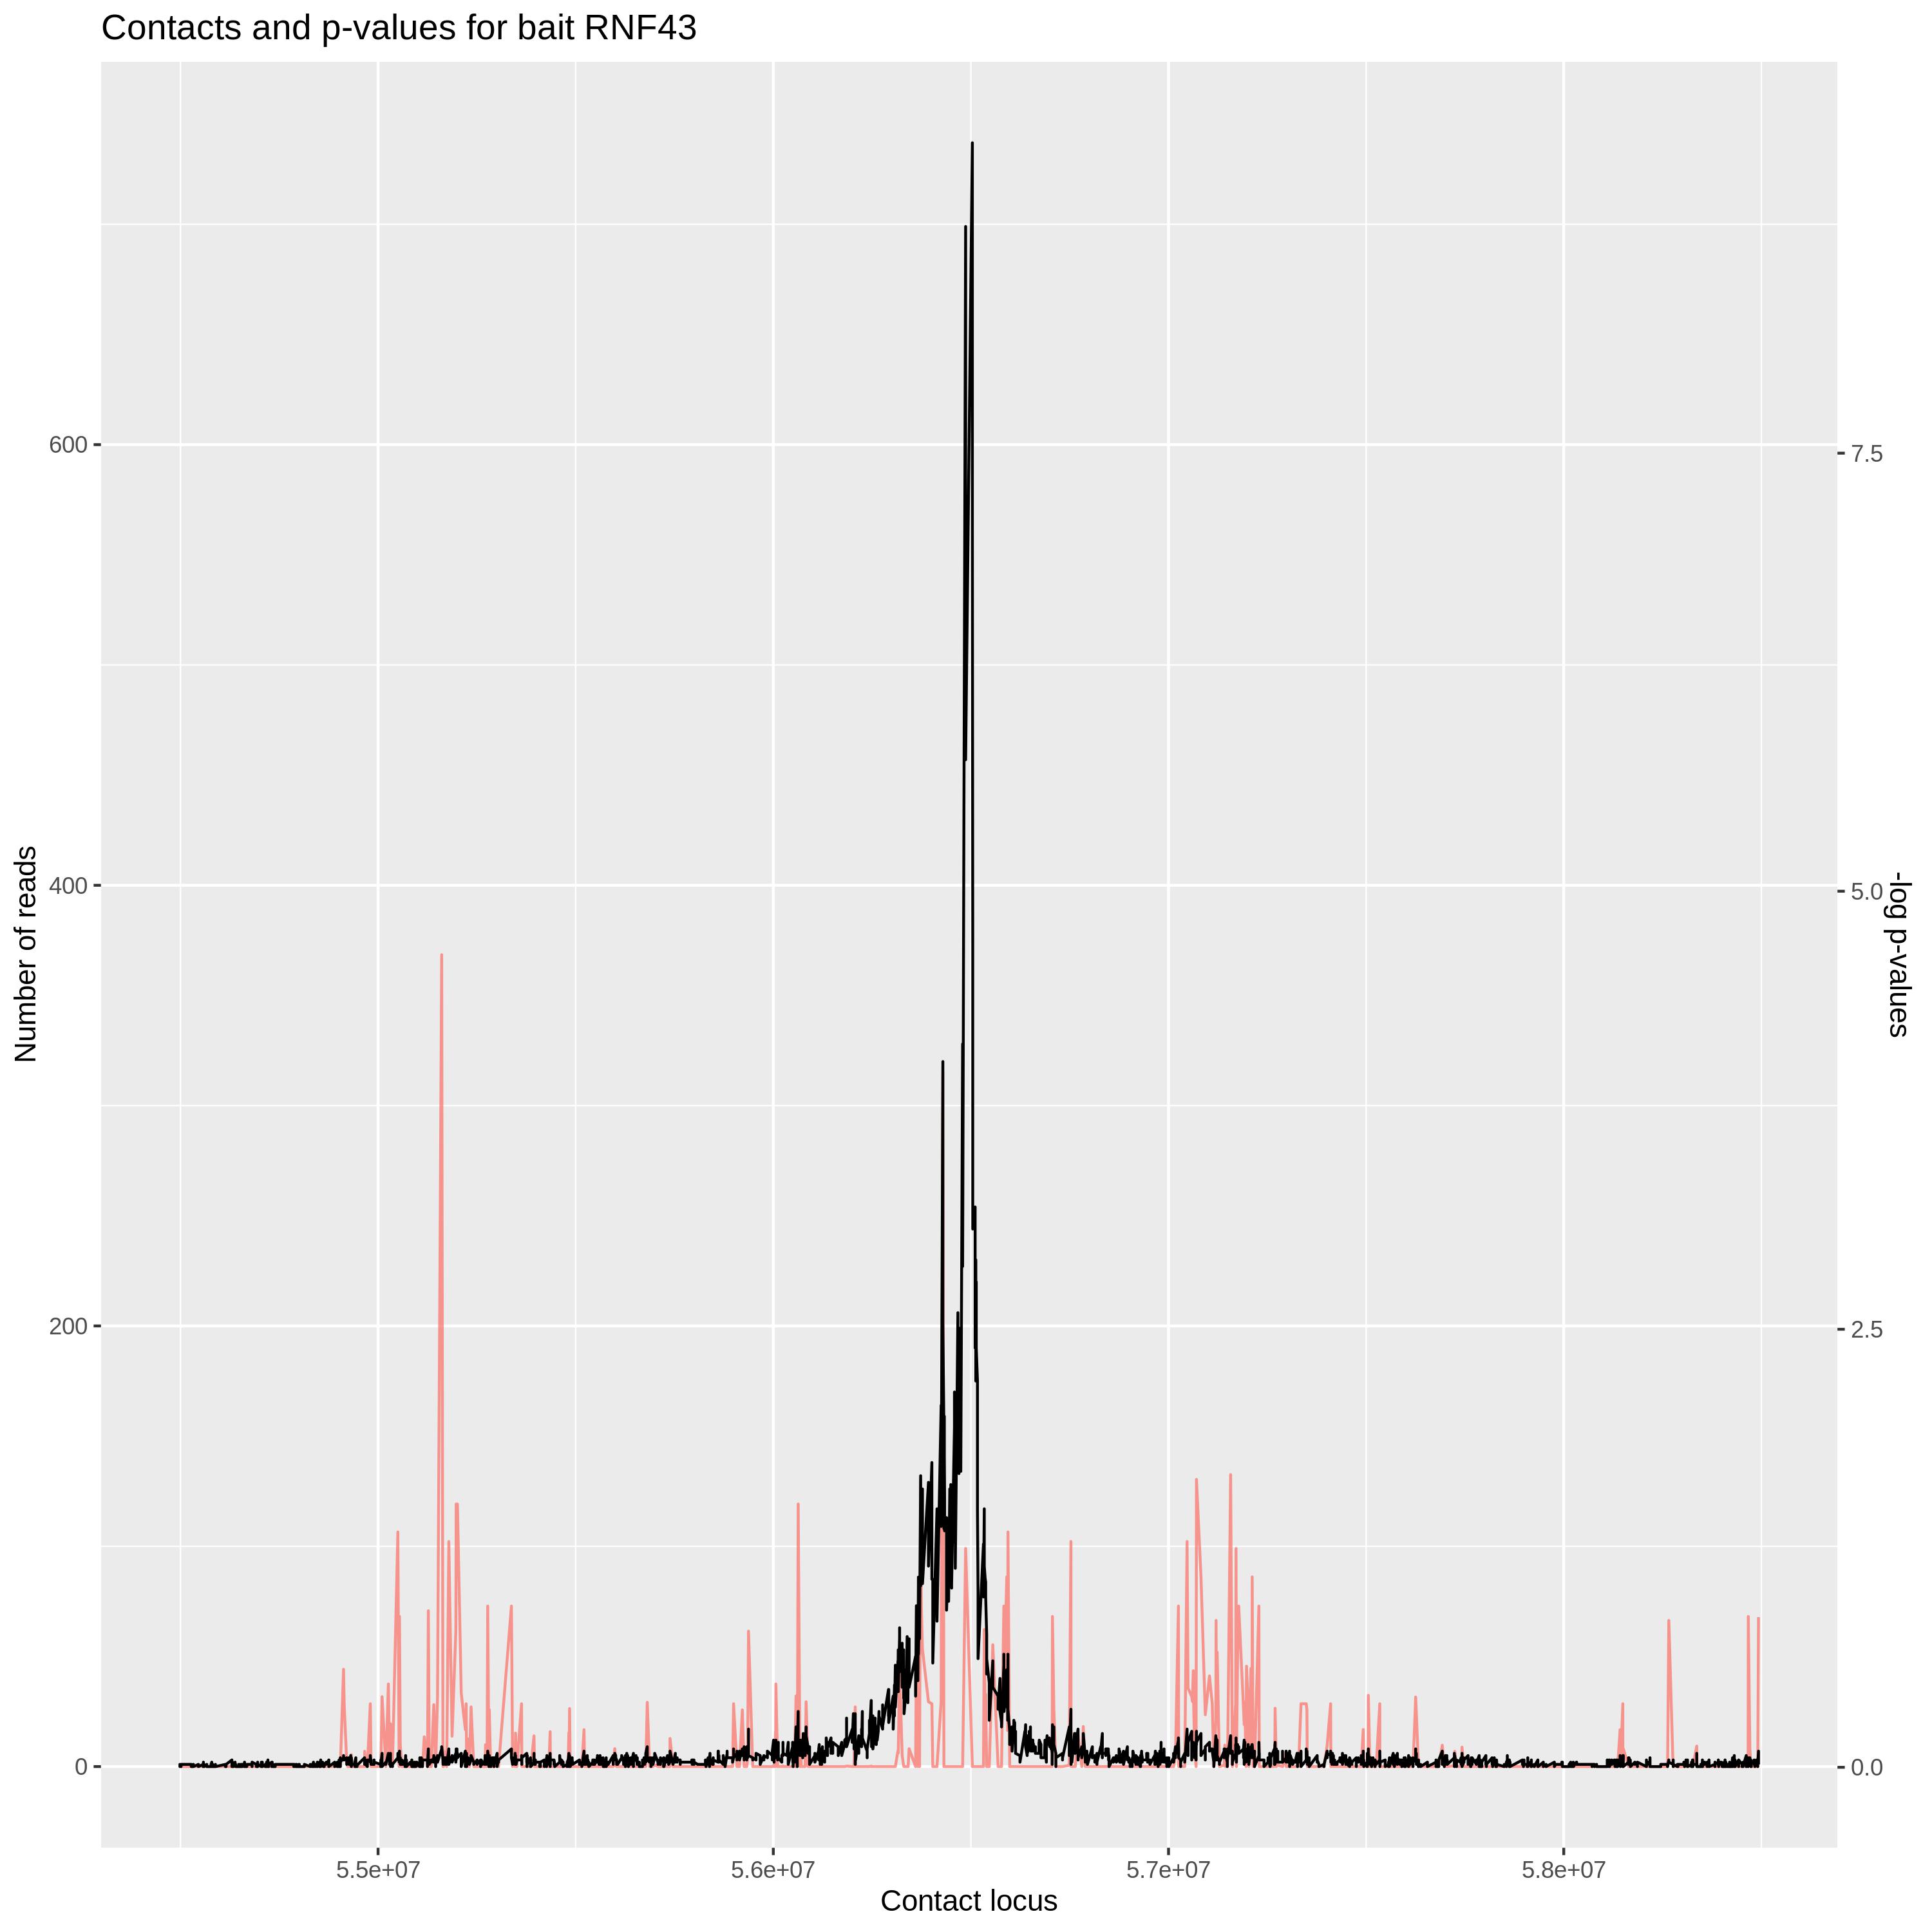 Contacts and p-values for bait RNF43
Number of reads
600
400
200
0
7.5
5.0
2.5
0.0
-log p-values
5.5e+07
5.6e+07
5.7e+07
5.8e+07
Contact locus